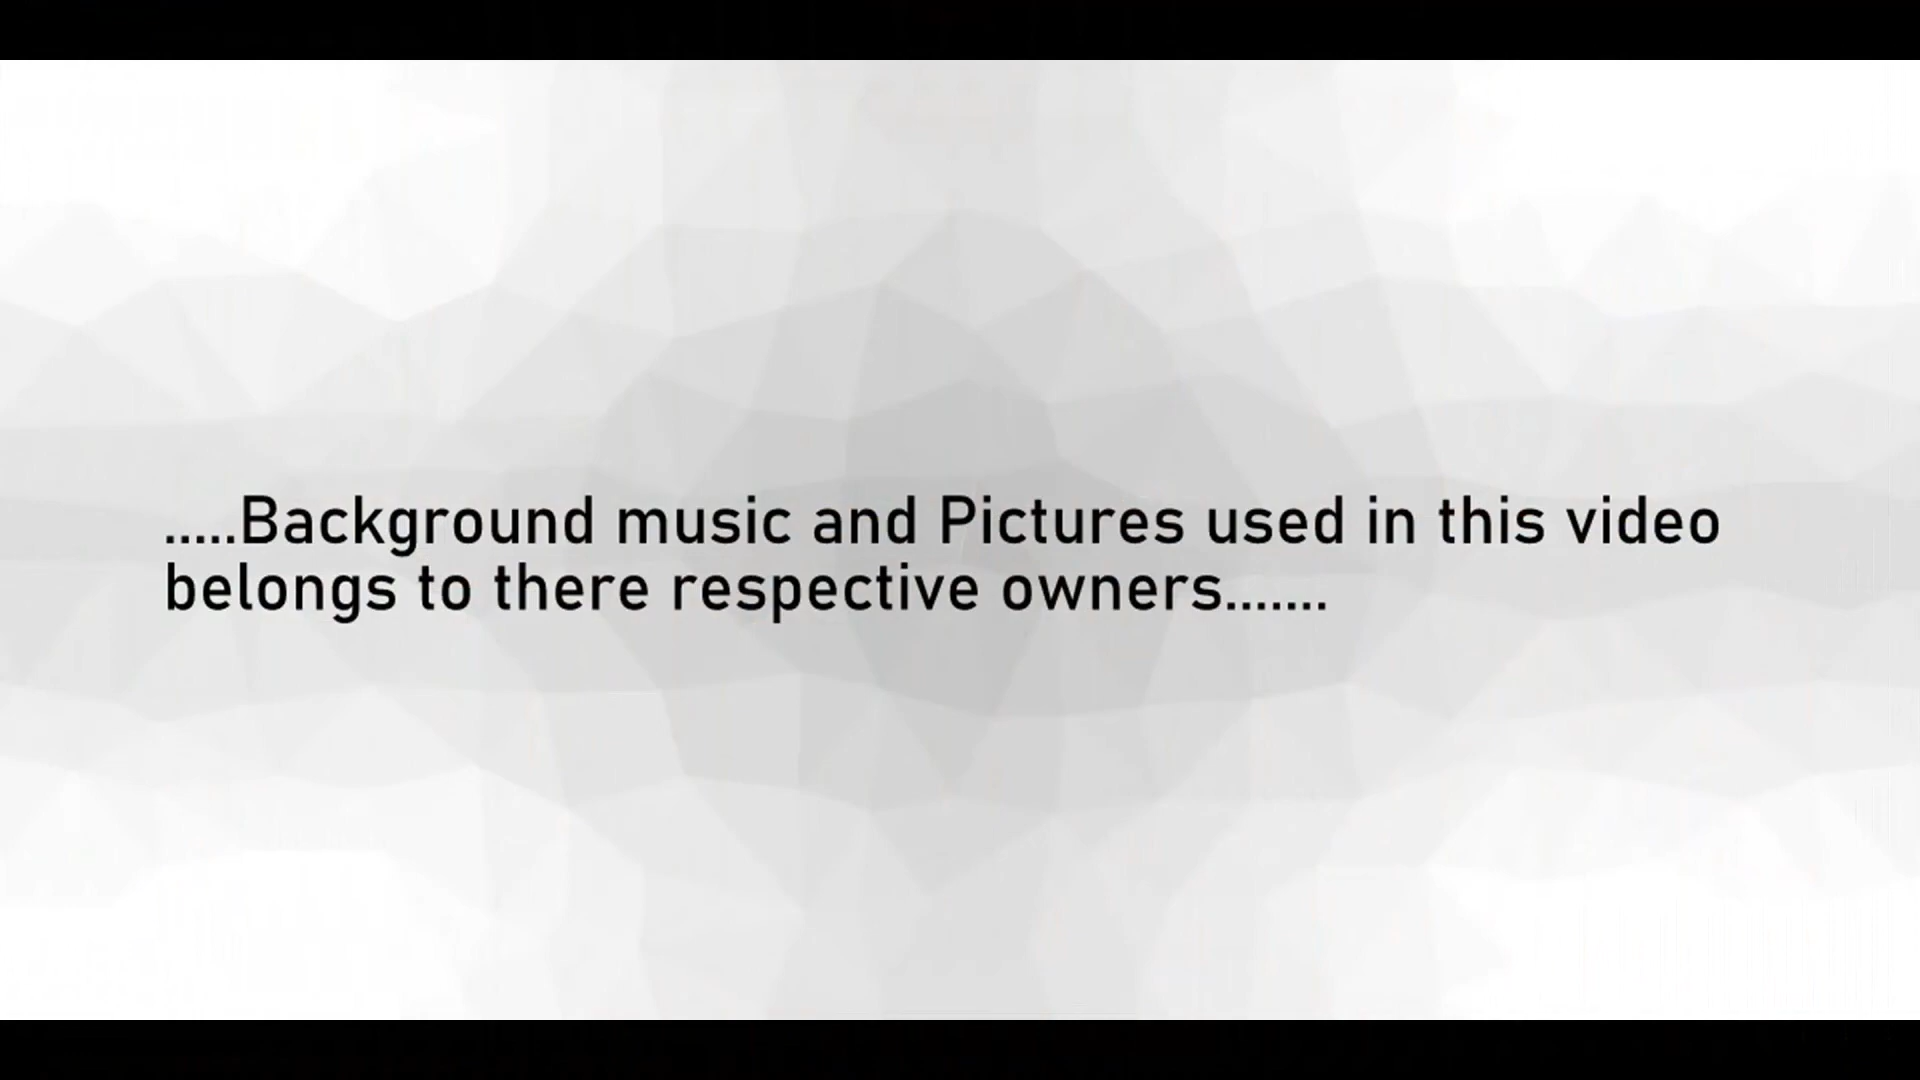 .....Background music and Pictures used in this video
belongs to there respective owners.......